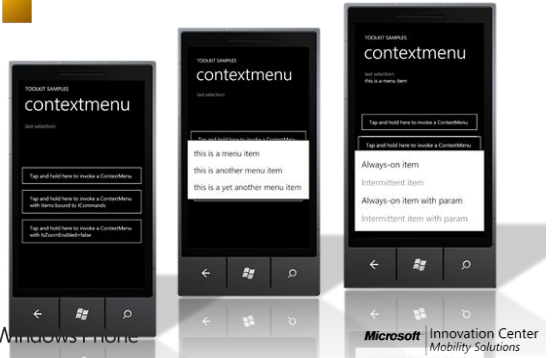 TOOLKIT SAMPLES
contextmenu
last selection:
Tap and hold here to invoke a ContextMenu
Tap and hold here to invoke a ContextMenu
with items bound to ICommands
Tap and hold here to invoke a ContextMenu
with IsZoomEnabled=false
TOOLKIT SAMPLES
contextmenu
last selection:
Tap and hold here to invoke a ContextMenu
this is a menu item
this is another menu item
this is a yet another menu item
TOOLKIT SAMPLES
contextmenu
last selection:
this is a menu item
Tap and hold here to invoke a ContextMenu
Tap and hold here to invoke a ContextMenu
Always-on item
Intermittent item
Always-on item with param
Intermittent item with param
Windows Phone
Microsoft Innovation Center
Mobility Solutions